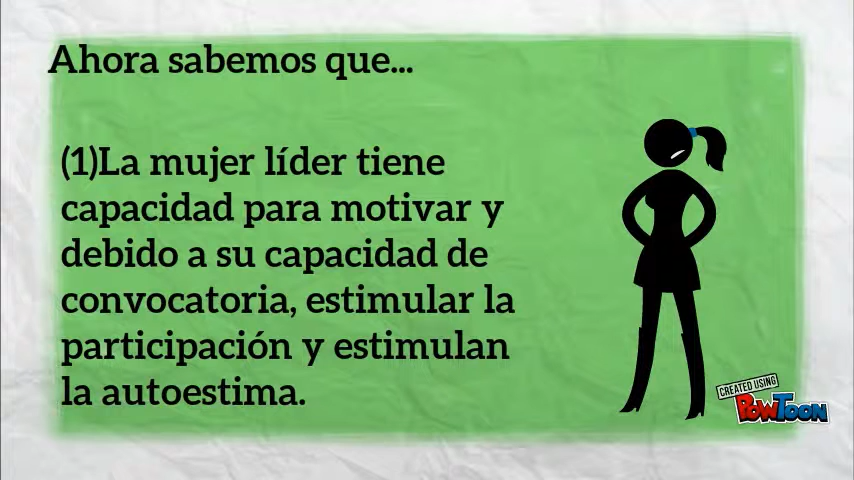 Ahora sabemos que...
(1)La mujer líder tiene
capacidad para motivar y
debido a su capacidad de
convocatoria, estimular la
participación y estimulan
la autoestima.
CREATED USING
POWTOON